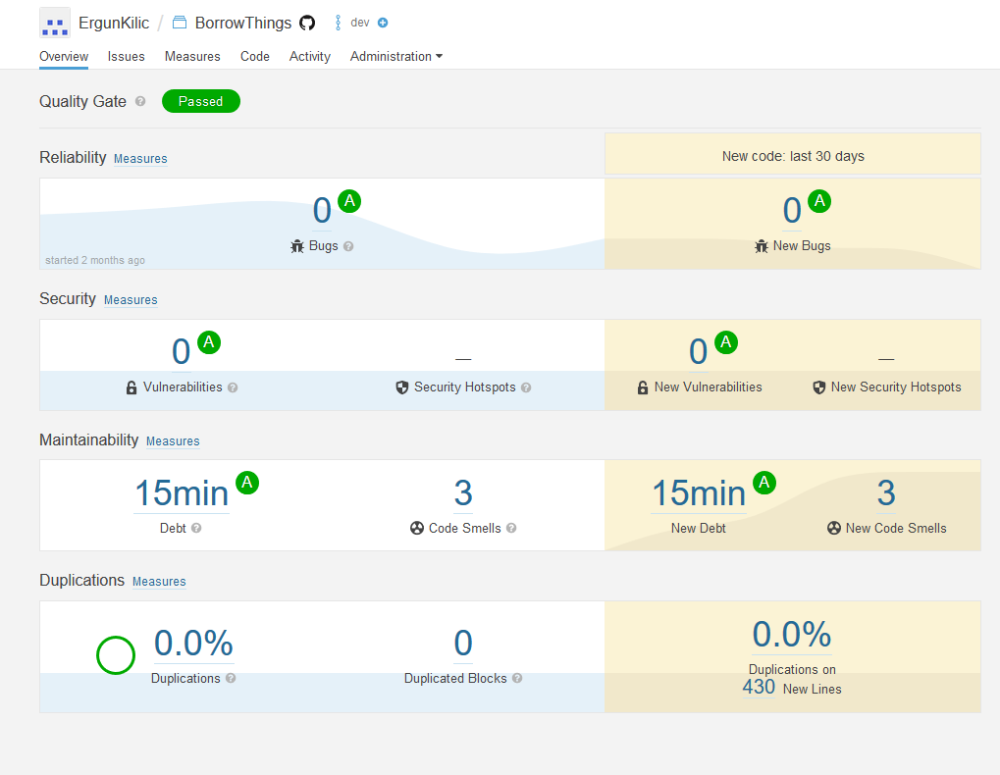 ErgunKilic / BorrowThings dev
Overview Issues Measures Code Activity Administration
Quality Gate ? Passed
Reliability Measures
New code: last 30 days
0 A
Bugs ?
started 2 months ago
0 A
New Bugs
Security Measures
0 A
Vulnerabilities ?
—
Security Hotspots ?
0 A
New Vulnerabilities
—
New Security Hotspots
Maintainability Measures
15min A
Debt ?
3
Code Smells ?
15min A
New Debt
3
New Code Smells
Duplications Measures
0.0%
Duplications ?
0
Duplicated Blocks ?
0.0%
Duplications on
430 New Lines